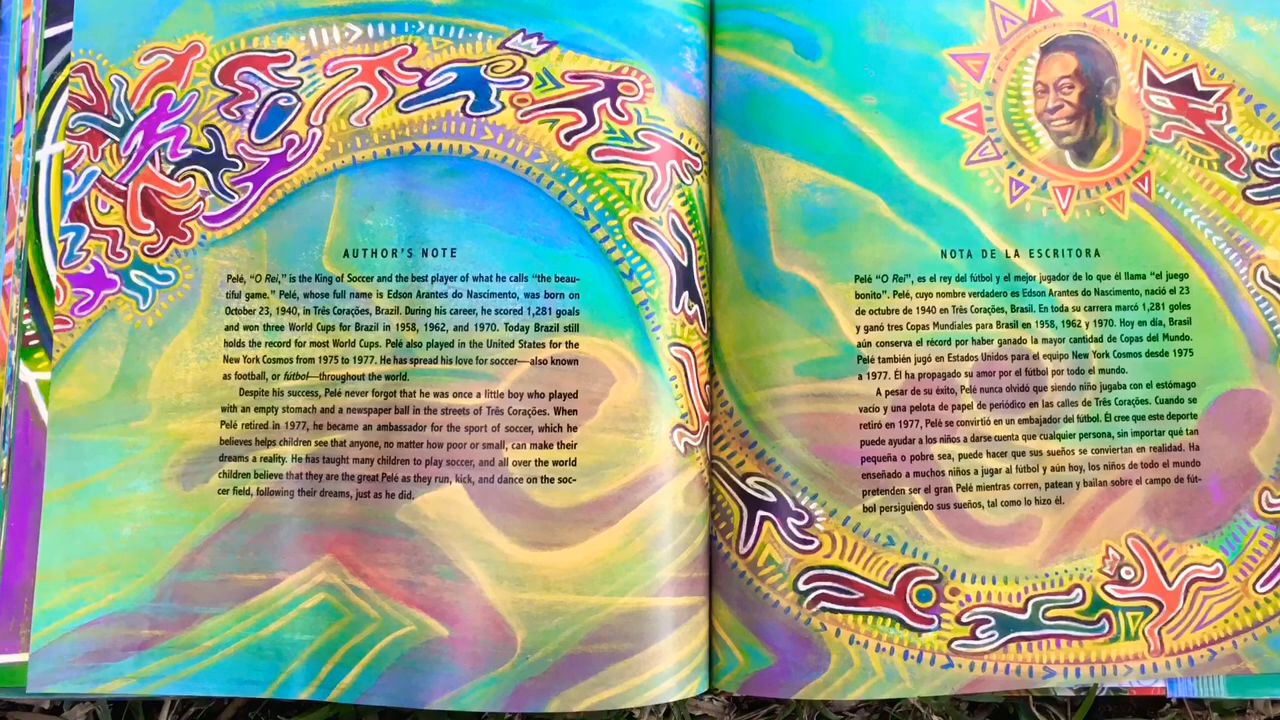 AUTHOR'S NOTE
Pelé, "O Rei," is the King of Soccer and the best player of what he calls "the beau-
tiful game." Pelé, whose full name is Edson Arantes do Nascimento, was born on
October 23, 1940, in Três Corações, Brazil. During his career, he scored 1,281 goals
and won three World Cups for Brazil in 1958, 1962, and 1970. Today Brazil still
holds the record for most World Cups. Pelé also played in the United States for the
New York Cosmos from 1975 to 1977. He has spread his love for soccer—also known
as football, or fútbol—throughout the world.
Despite his success, Pelé never forgot that he was once a little boy who played
with an empty stomach and a newspaper ball in the streets of Três Corações. When
Pelé retired in 1977, he became an ambassador for the sport of soccer, which he
believes helps children see that anyone, no matter how poor or small, can make their
dreams a reality. He has taught many children to play soccer, and all over the world
children believe that they are the great Pelé as they run, kick, and dance on the soc-
cer field, following their dreams, just as he did.
NOTA DE LA ESCRITORA
Pelé "O Rei", es el rey del fútbol y el mejor jugador de lo que él llama "el juego
bonito". Pelé, cuyo nombre verdadero es Edson Arantes do Nascimento, nació el 23
de octubre de 1940 en Três Corações, Brasil. En toda su carrera marcó 1,281 goles
y ganó tres Copas Mundiales para Brasil en 1958, 1962 y 1970. Hoy en día, Brasil
aún conserva el récord por haber ganado la mayor cantidad de Copas del Mundo.
Pelé también jugó en Estados Unidos para el equipo New York Cosmos desde 1975
a 1977. Él ha propagado su amor por el fútbol por todo el mundo.
A pesar de su éxito, Pelé nunca olvidó que siendo niño jugaba con el estómago
vacío y una pelota de papel de periódico en las calles de Três Corações. Cuando se
retiró en 1977, Pelé se convirtió en un embajador del fútbol. Él cree que este deporte
puede ayudar a los niños a darse cuenta que cualquier persona, sin importar qué tan
pequeña o pobre sea, puede hacer que sus sueños se conviertan en realidad. Ha
enseñado a muchos niños a jugar al fútbol y aún hoy, los niños de todo el mundo
pretenden ser el gran Pelé mientras corren, patean y bailan sobre el campo de fút-
bol persiguiendo sus sueños, tal como lo hizo él.